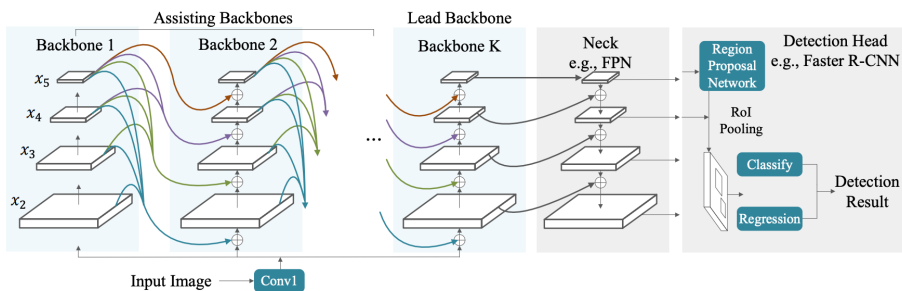 Assisting Backbones
Lead Backbone
Backbone 1
Backbone 2
Backbone K
Neck
e.g., FPN
Region
Proposal
Network
Detection Head
e.g., Faster R-CNN
x₅
x₄
x₃
x₂
...
RoI
Pooling
Classify
Regression
Detection
Result
Input Image
Conv1